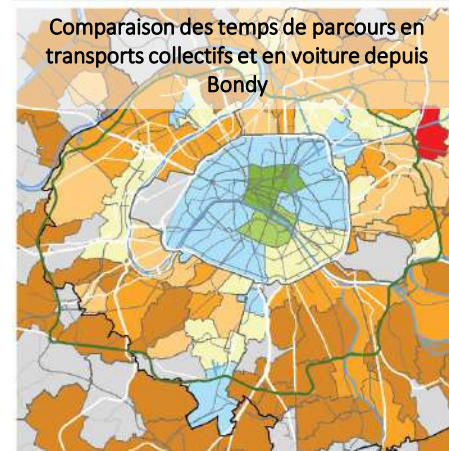 Comparaison des temps de parcours en
transports collectifs et en voiture depuis
Bondy